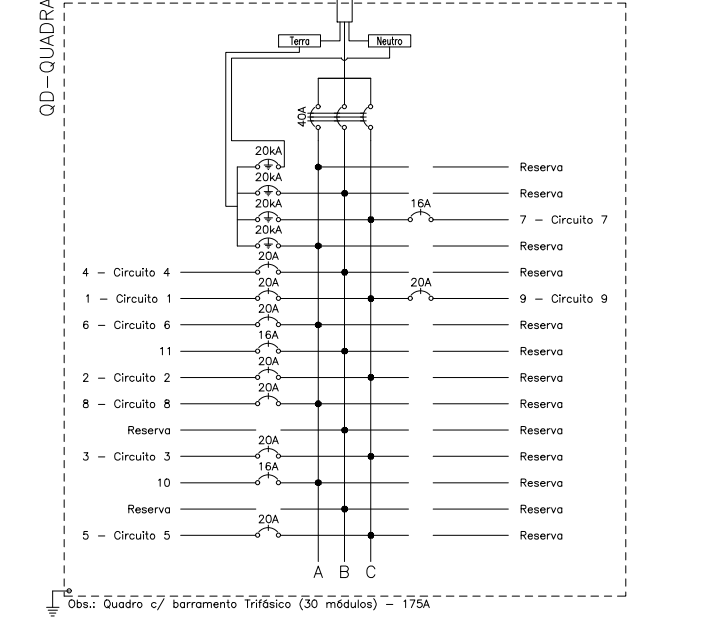 QD-QUADRA
Terra
Neutro
40A
20kA
Reserva
20kA
Reserva
20kA
16A
7 - Circuito 7
20kA
Reserva
4 - Circuito 4
20A
Reserva
1 - Circuito 1
20A
20A
9 - Circuito 9
6 - Circuito 6
20A
Reserva
11
16A
Reserva
2 - Circuito 2
20A
Reserva
8 - Circuito 8
20A
Reserva
Reserva
Reserva
3 - Circuito 3
20A
Reserva
10
16A
Reserva
Reserva
Reserva
5 - Circuito 5
20A
Reserva
A B C
Obs.: Quadro c/ barramento Trifásico (30 módulos) - 175A